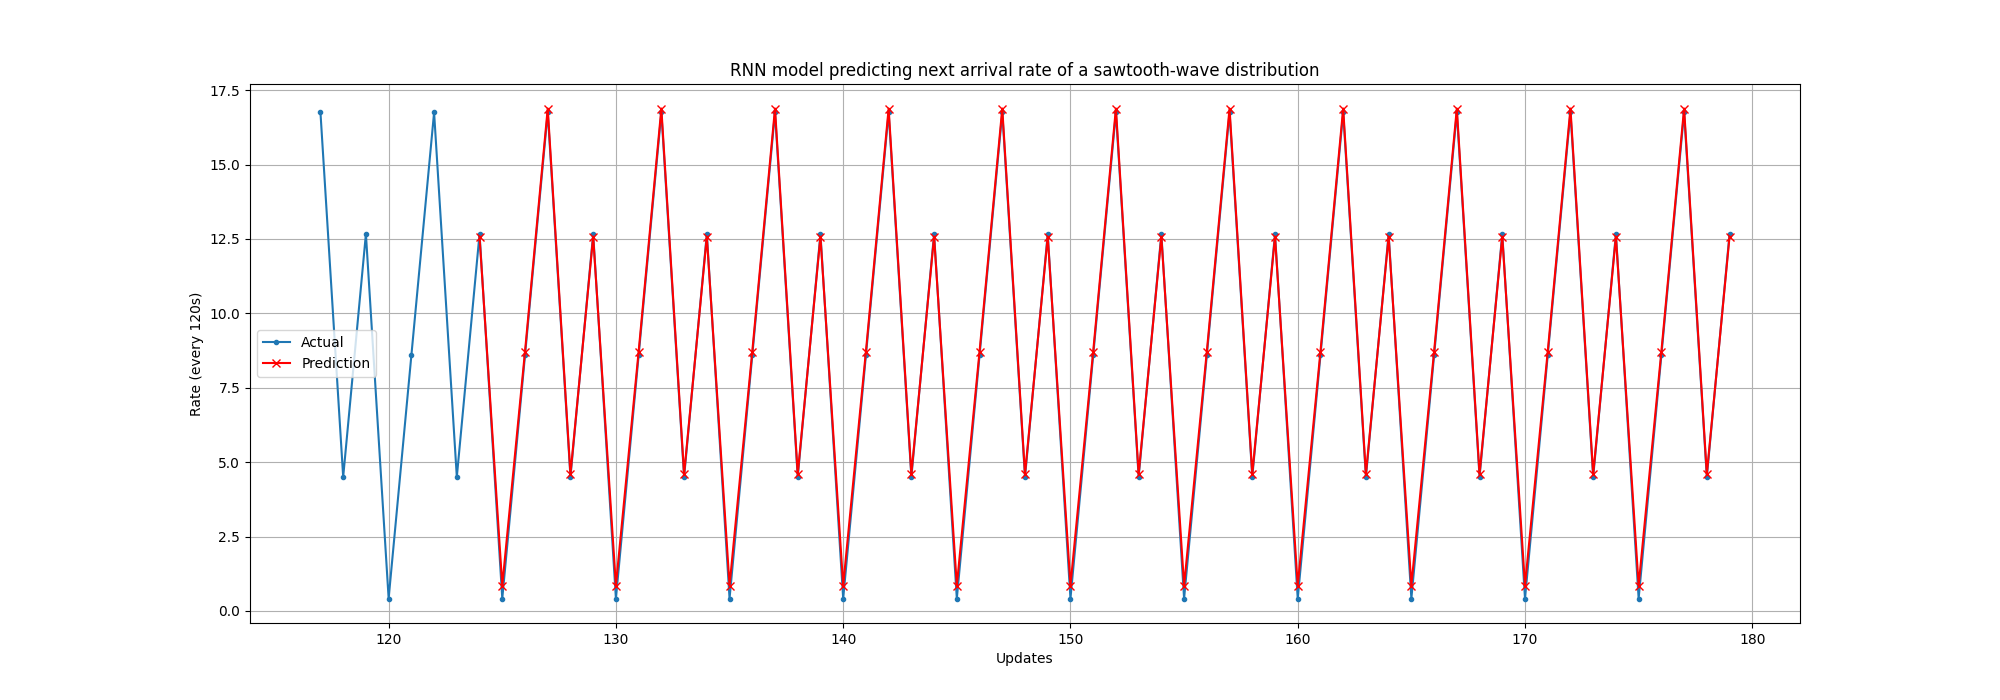 RNN model predicting next arrival rate of a sawtooth-wave distribution
17.5
15.0
12.5
10.0
7.5
5.0
2.5
0.0
Rate (every 120s)
Actual
Prediction
120 130 140 150 160 170 180
Updates